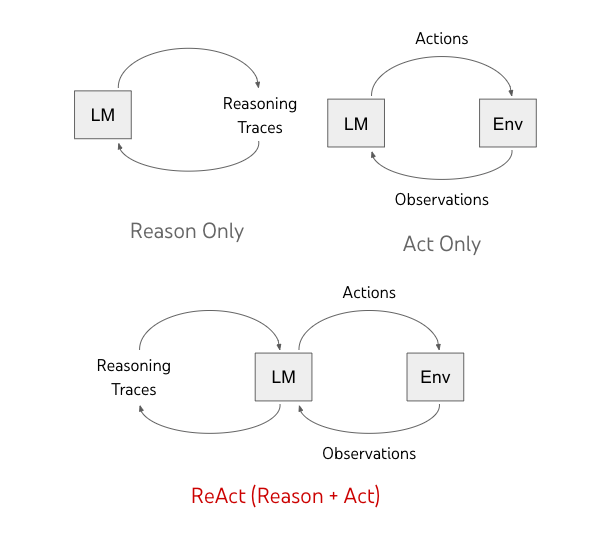 Actions
LM
Reasoning
Traces
LM
Env
Observations
Reason Only
Act Only
Actions
Reasoning
Traces
LM
Env
Observations
ReAct (Reason + Act)